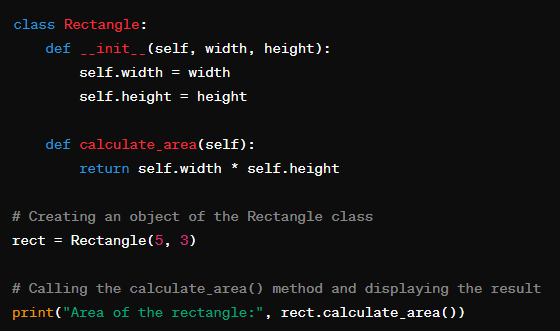 class Rectangle:
    def __init__(self, width, height):
        self.width = width
        self.height = height
    def calculate_area(self):
        return self.width * self.height
# Creating an object of the Rectangle class
rect = Rectangle(5, 3)
# Calling the calculate_area() method and displaying the result
print("Area of the rectangle:", rect.calculate_area())